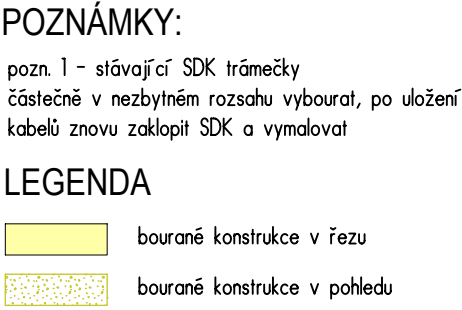 POZNÁMKY:
pozn. 1 - stávající SDK trámečky
částečně v nezbytném rozsahu vybourat, po uložení
kabelů znovu zaklopit SDK a vymalovat
LEGENDA
bourané konstrukce v řezu
bourané konstrukce v pohledu